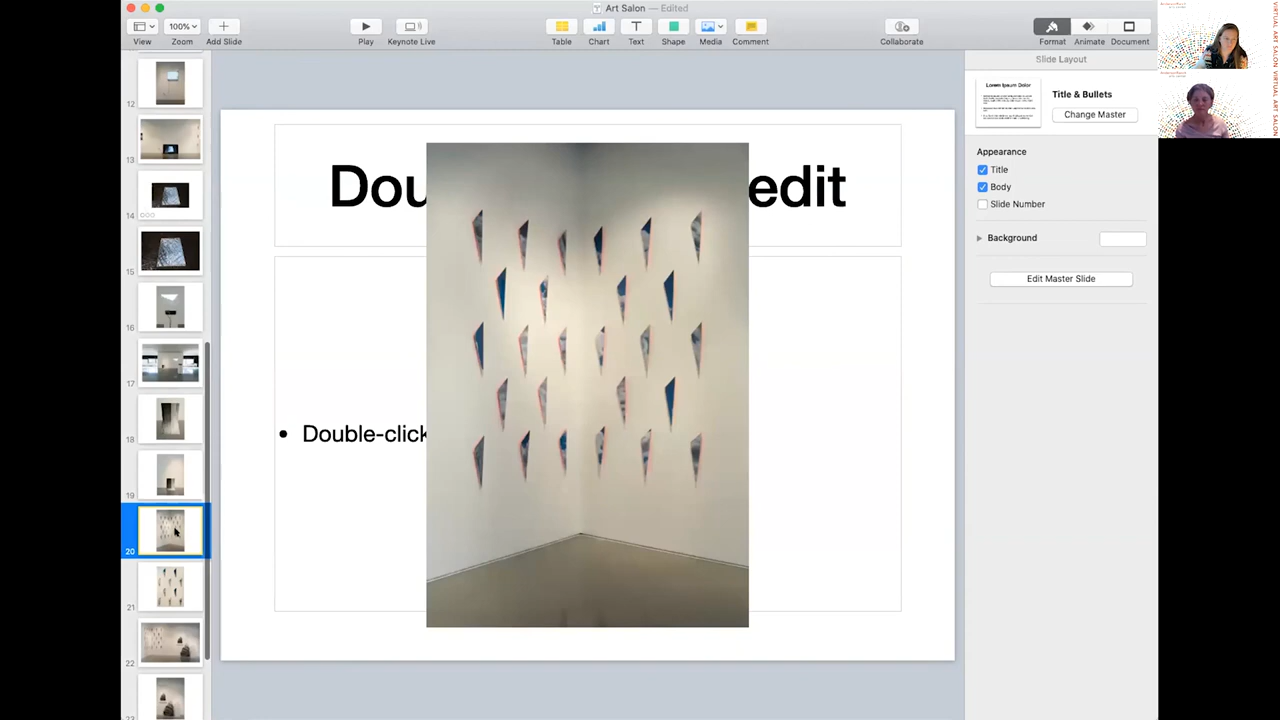 Art Salon — Edited
View
100%
Zoom
Add Slide
Play
Keynote Live
Table
Chart
Text
Shape
Media
Comment
Collaborate
Format
Animate
Document
Slide Layout
Title & Bullets
Change Master
Appearance
Title
Body
Slide Number
Background
Edit Master Slide
Dou
edit
Double-click
12
13
14
15
16
17
18
19
20
21
22
23
Lorem Ipsum Dolor
VIRTUAL ART SALON VIRTUAL ART SALON